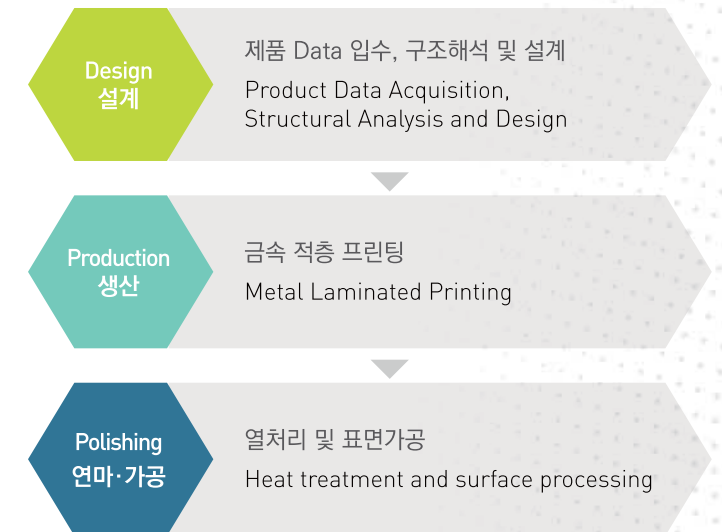 Design
설계
제품 Data 입수, 구조해석 및 설계
Product Data Acquisition,
Structural Analysis and Design
Production
생산
금속 적층 프린팅
Metal Laminated Printing
Polishing
연마·가공
열처리 및 표면가공
Heat treatment and surface processing